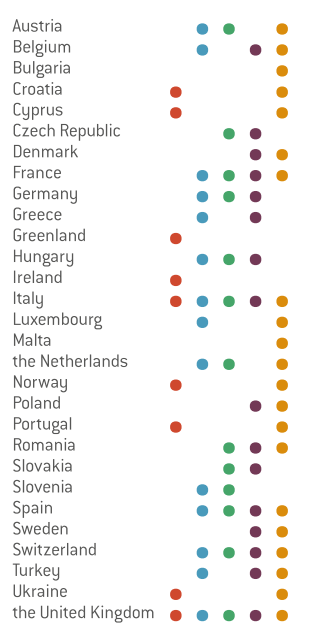 Austria
Belgium
Bulgaria
Croatia
Cyprus
Czech Republic
Denmark
France
Germany
Greece
Greenland
Hungary
Ireland
Italy
Luxembourg
Malta
the Netherlands
Norway
Poland
Portugal
Romania
Slovakia
Slovenia
Spain
Sweden
Switzerland
Turkey
Ukraine
the United Kingdom